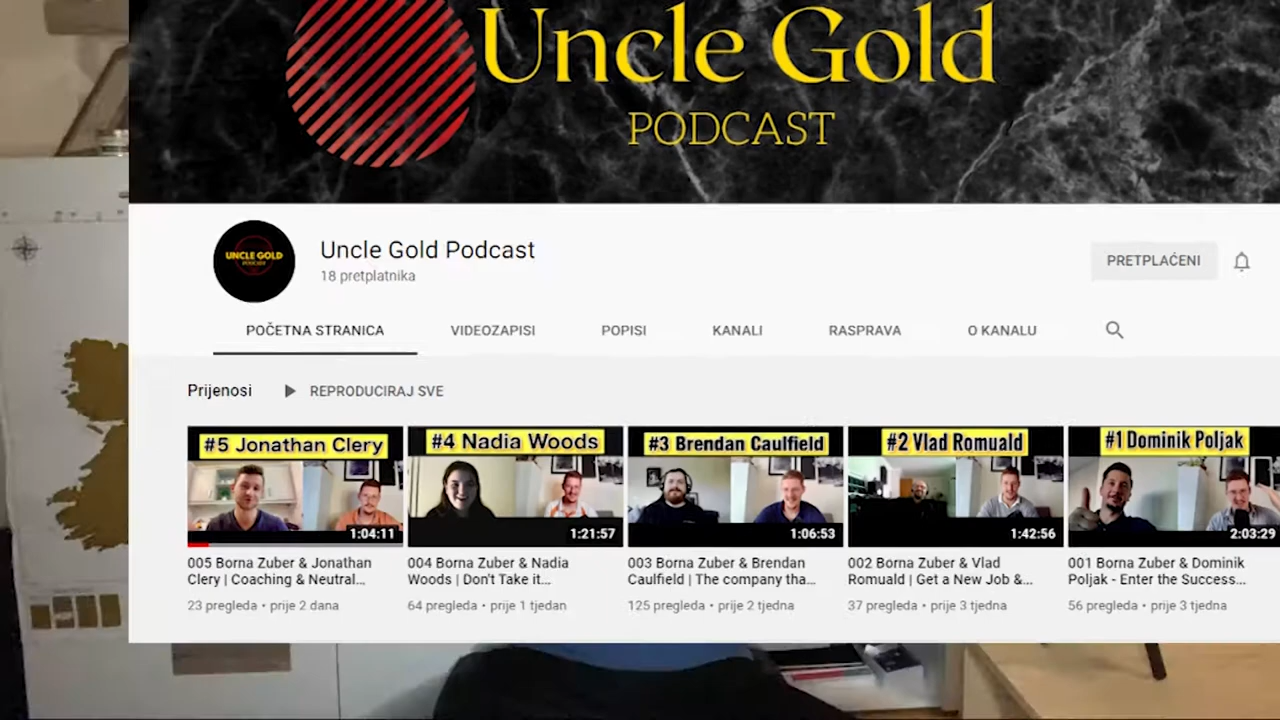 Uncle Gold
PODCAST
UNCLE GOLD
PODCAST
Uncle Gold Podcast
18 pretplatnika
PRETPLAĆENI
POČETNA STRANICA
VIDEOZAPISI
POPISI
KANALI
RASPRAVA
O KANALU
Prijenosi
REPRODUCIRAJ SVE
#5 Jonathan Clery
1:04:11
005 Borna Zuber & Jonathan
Clery | Coaching & Neutral...
23 pregleda • prije 2 dana
#4 Nadia Woods
1:21:57
004 Borna Zuber & Nadia
Woods | Don't Take it...
64 pregleda • prije 1 tjedan
#3 Brendan Caulfield
1:06:53
003 Borna Zuber & Brendan
Caulfield | The company tha...
125 pregleda • prije 2 tjedna
#2 Vlad Romuald
1:42:56
002 Borna Zuber & Vlad
Romuald | Get a New Job &...
37 pregleda • prije 3 tjedna
#1 Dominik Poljak
2:03:29
001 Borna Zuber & Dominik
Poljak - Enter the Success...
56 pregleda • prije 3 tjedna